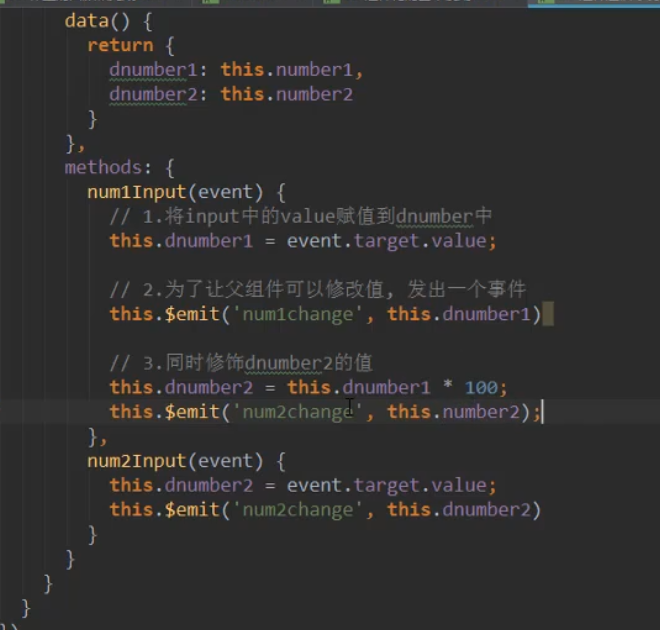 data() {
return {
dnumber1: this.number1,
dnumber2: this.number2
}
},
methods: {
num1Input(event) {
// 1.将input中的value赋值到dnumber中
this.dnumber1 = event.target.value;
// 2.为了让父组件可以修改值, 发出一个事件
this.$emit('num1change', this.dnumber1)
// 3.同时修饰dnumber2的值
this.dnumber2 = this.dnumber1 * 100;
this.$emit('num2change', this.number2);
},
num2Input(event) {
this.dnumber2 = event.target.value;
this.$emit('num2change', this.dnumber2)
}
}
}
}
})